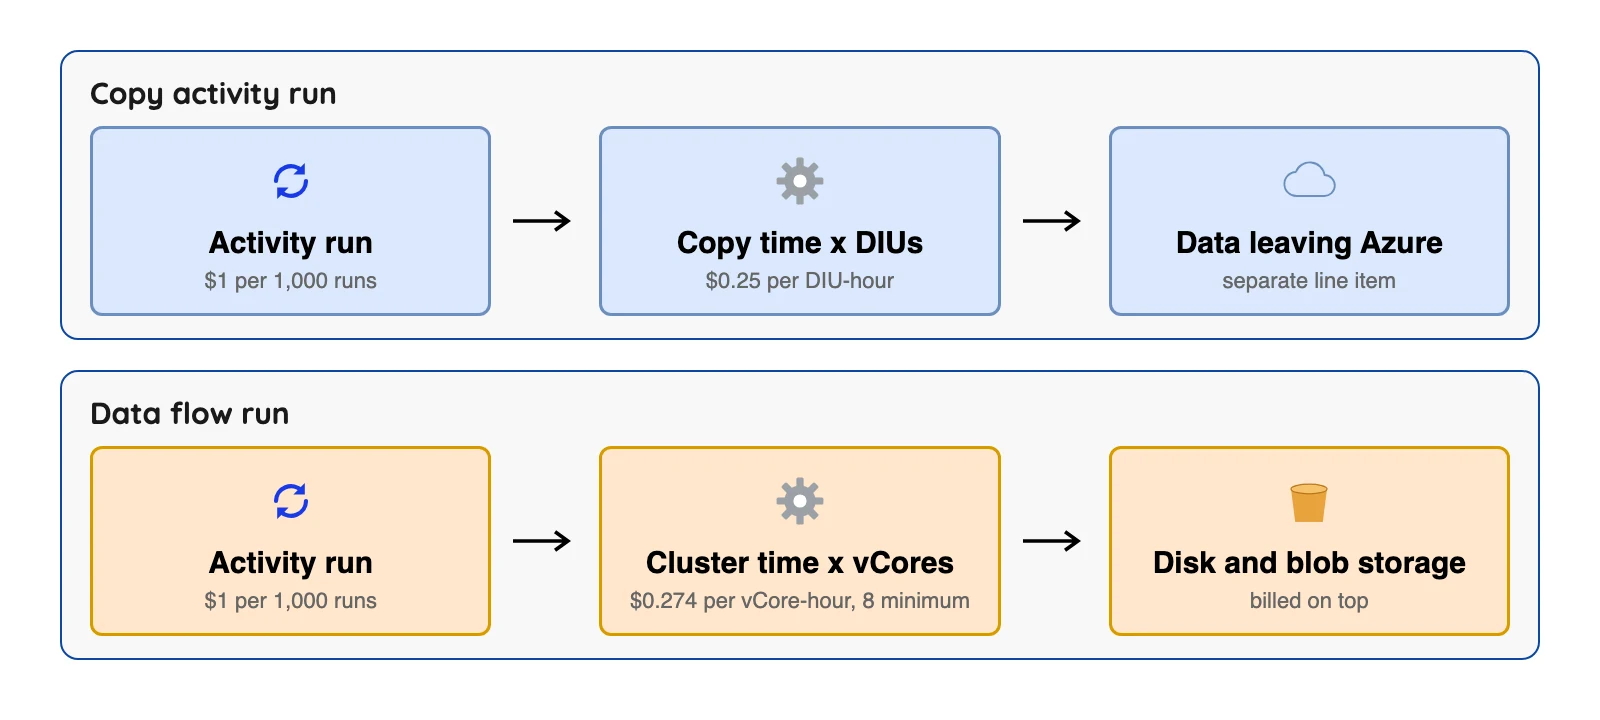 Copy activity run
Activity run
$1 per 1,000 runs
Copy time x DIUs
$0.25 per DIU-hour
Data leaving Azure
separate line item
Data flow run
Activity run
$1 per 1,000 runs
Cluster time x vCores
$0.274 per vCore-hour, 8 minimum
Disk and blob storage
billed on top